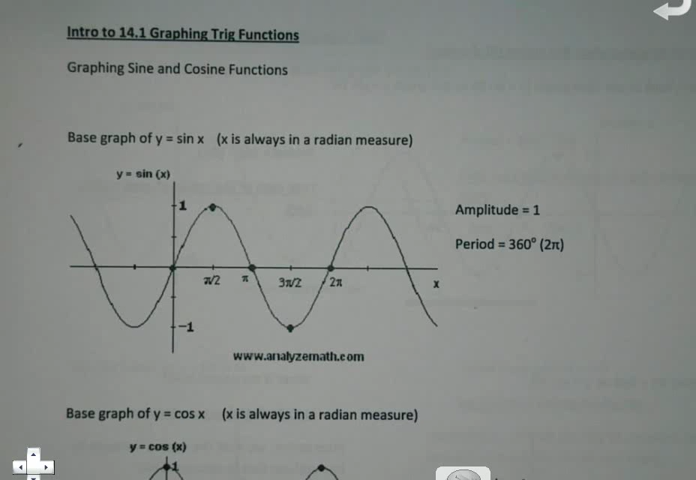 Intro to 14.1 Graphing Trig Functions
Graphing Sine and Cosine Functions
Base graph of y = sin x (x is always in a radian measure)
y = sin (x)
1
Amplitude = 1
Period = 360° (2π)
π/2 π 3π/2 2π x
−1
www.analyzemath.com
Base graph of y = cos x (x is always in a radian measure)
y = cos (x)
1